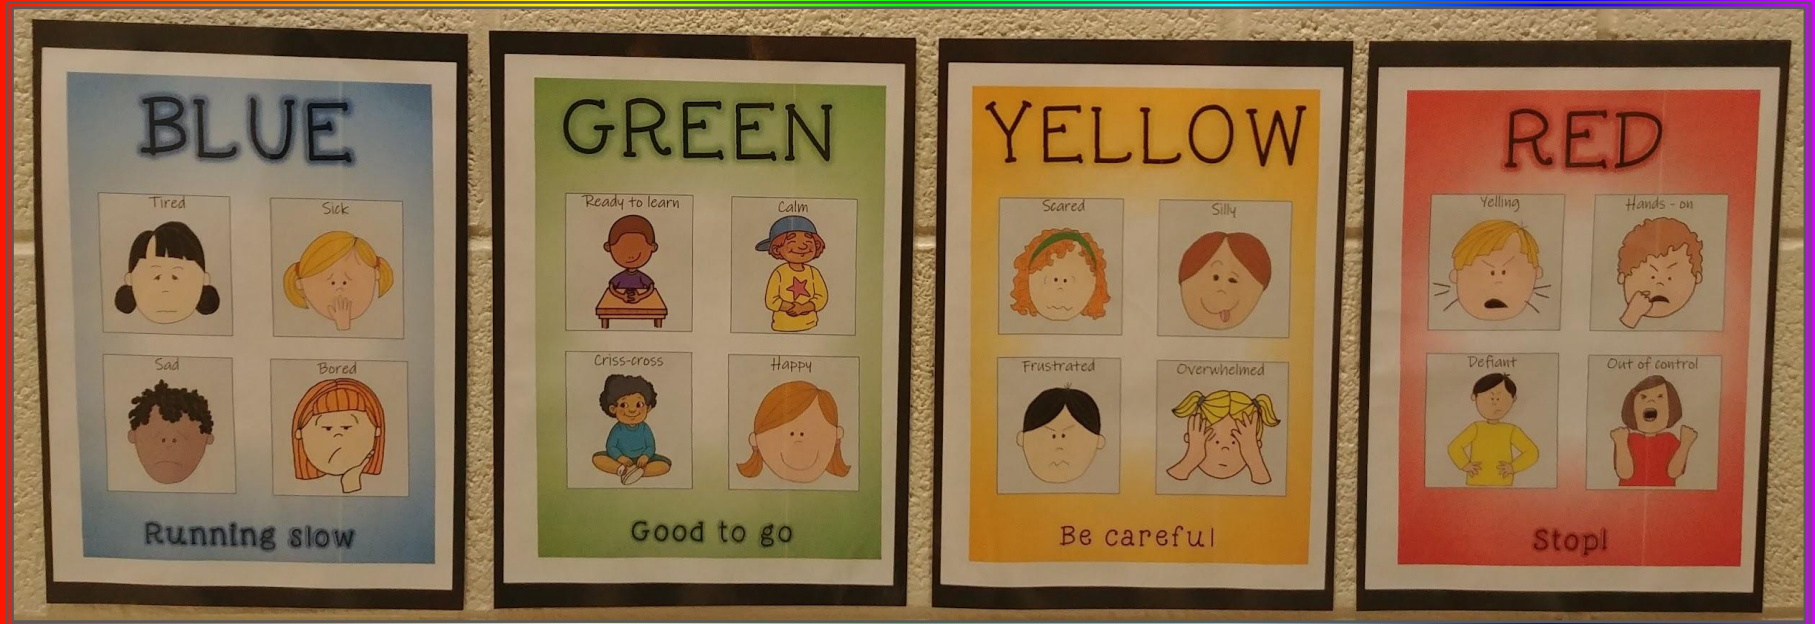 BLUE
Tired
Sick
Sad
Bored
Running slow
GREEN
Ready to learn
Calm
Criss-cross
Happy
Good to go
YELLOW
Scared
Silly
Frustrated
Overwhelmed
Be careful
RED
Yelling
Hands - on
Defiant
Out of control
Stop!